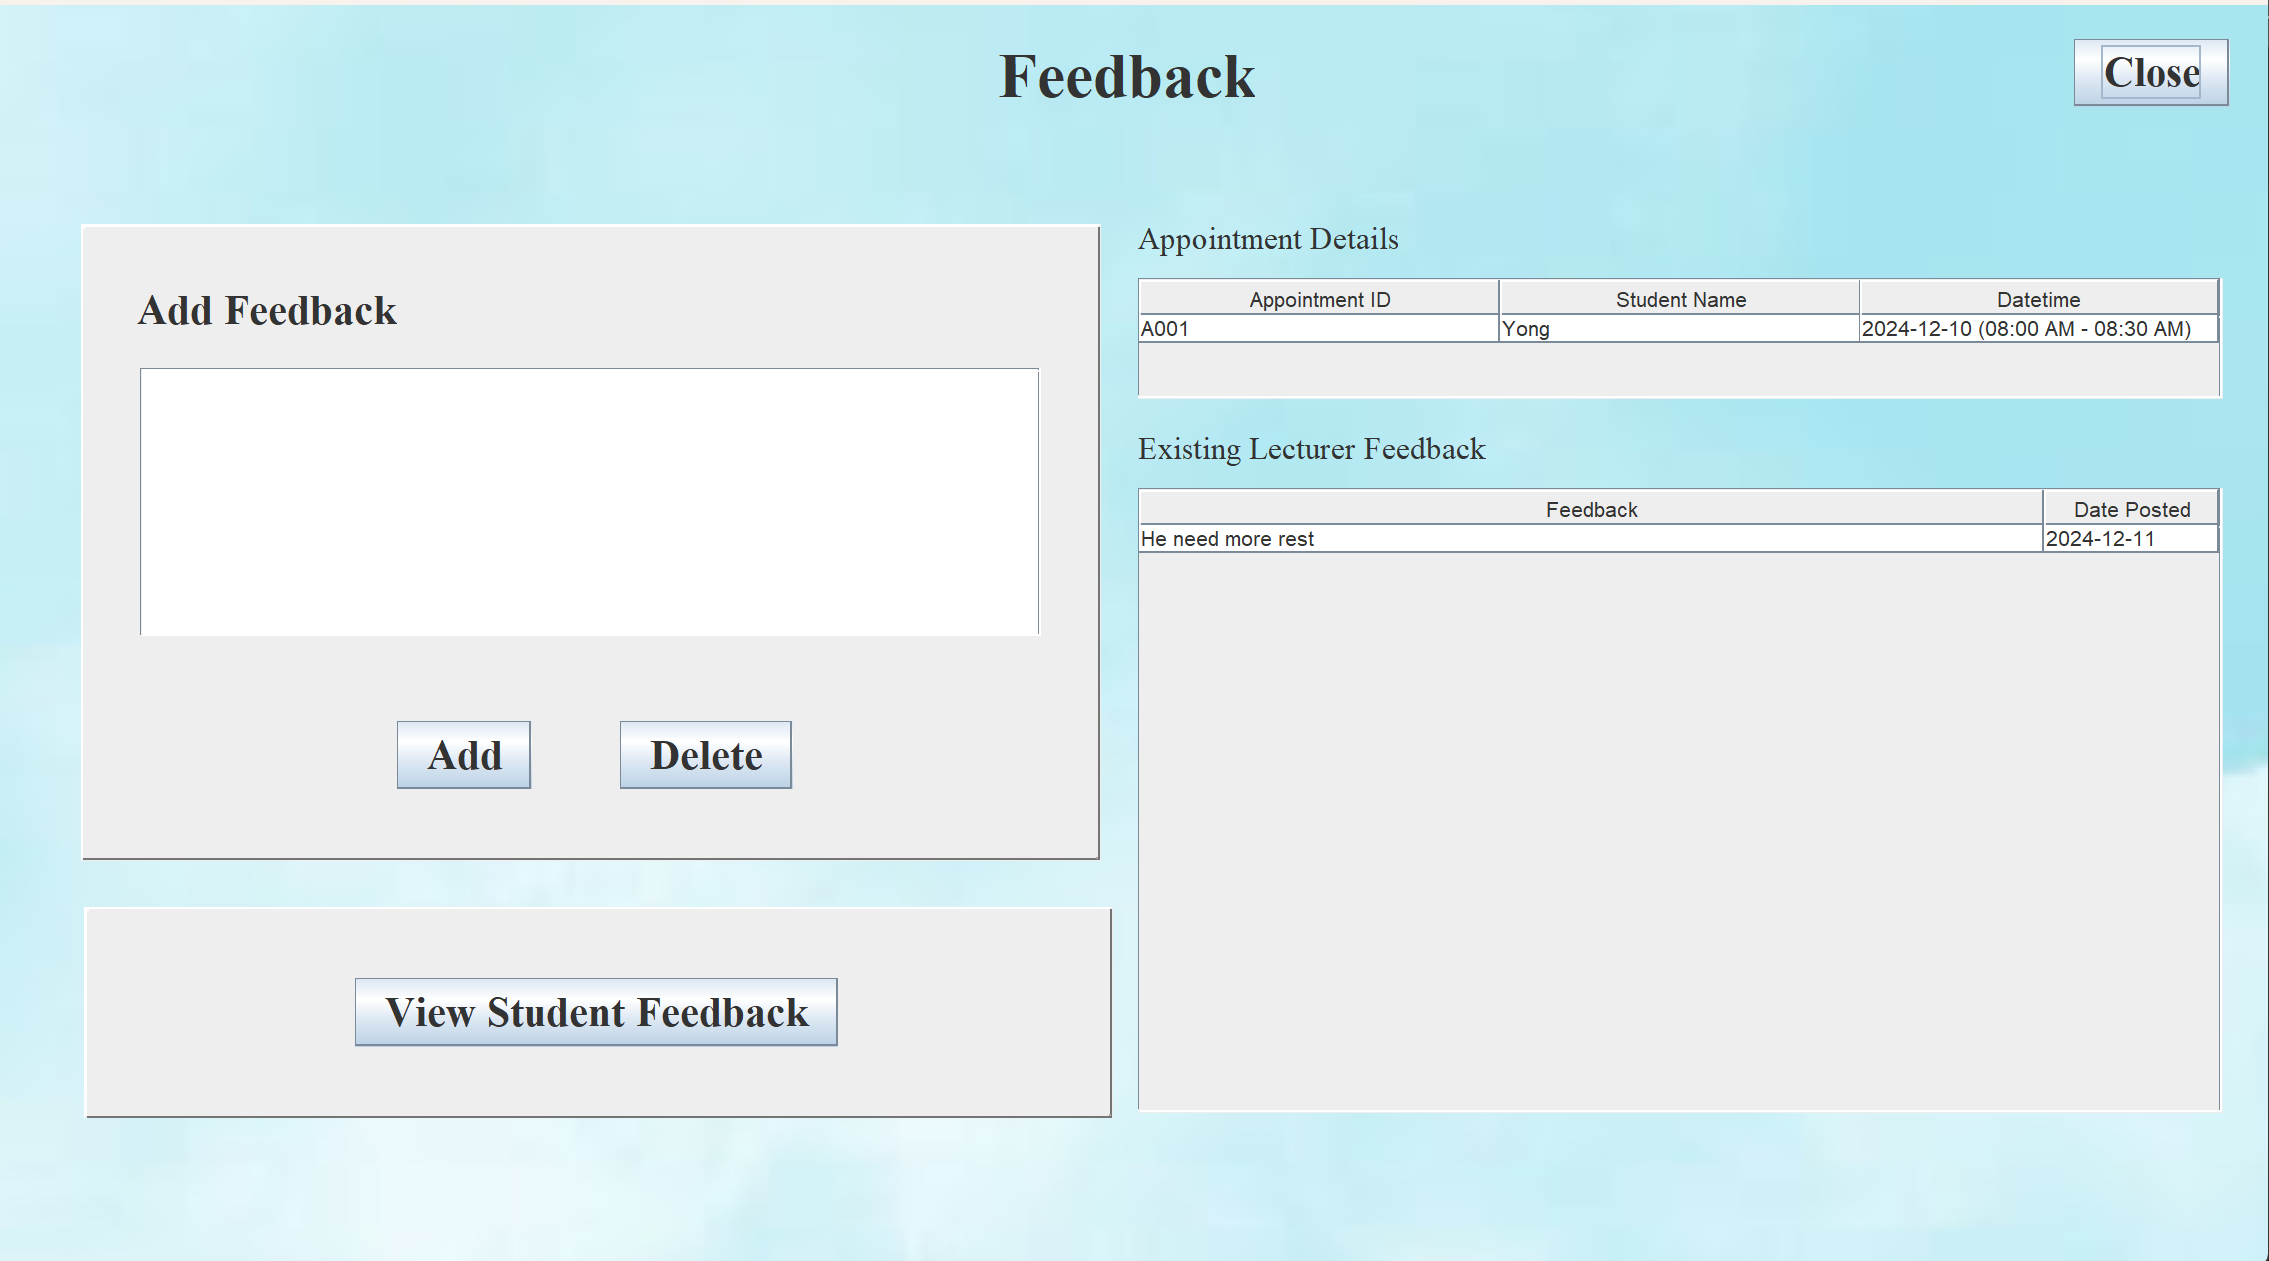 Feedback
Close
Add Feedback
Add
Delete
View Student Feedback
Appointment Details
Appointment ID Student Name Datetime
A001 Yong 2024-12-10 (08:00 AM - 08:30 AM)
Existing Lecturer Feedback
Feedback Date Posted
He need more rest 2024-12-11